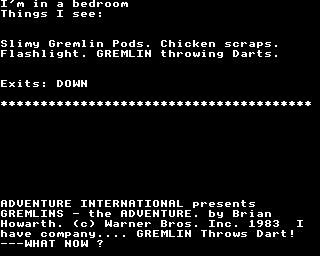 I'm in a bedroom
Things I see:
Slimy Gremlin Pods. Chicken scraps.
Flashlight. GREMLIN throwing Darts.
Exits: DOWN
***************************************
ADVENTURE INTERNATIONAL presents
GREMLINS - the ADVENTURE. by Brian
Howarth. (c) Warner Bros. Inc. 1983  I
have company.... GREMLIN Throws Dart!
---WHAT NOW ?